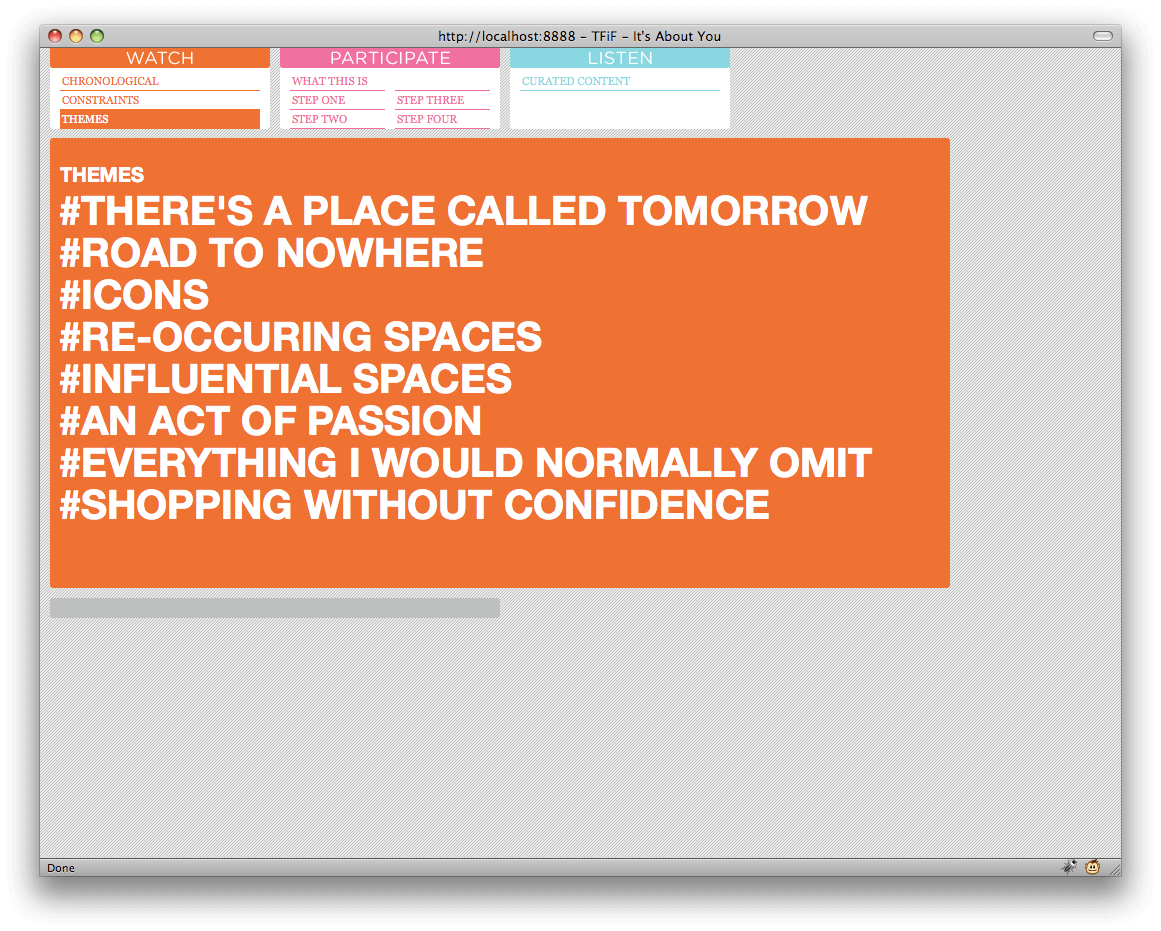 http://localhost:8888 – TFiF – It's About You
WATCH
CHRONOLOGICAL
CONSTRAINTS
THEMES
PARTICIPATE
WHAT THIS IS
STEP ONE
STEP TWO
STEP THREE
STEP FOUR
LISTEN
CURATED CONTENT
THEMES
#THERE'S A PLACE CALLED TOMORROW
#ROAD TO NOWHERE
#ICONS
#RE-OCCURING SPACES
#INFLUENTIAL SPACES
#AN ACT OF PASSION
#EVERYTHING I WOULD NORMALLY OMIT
#SHOPPING WITHOUT CONFIDENCE
Done